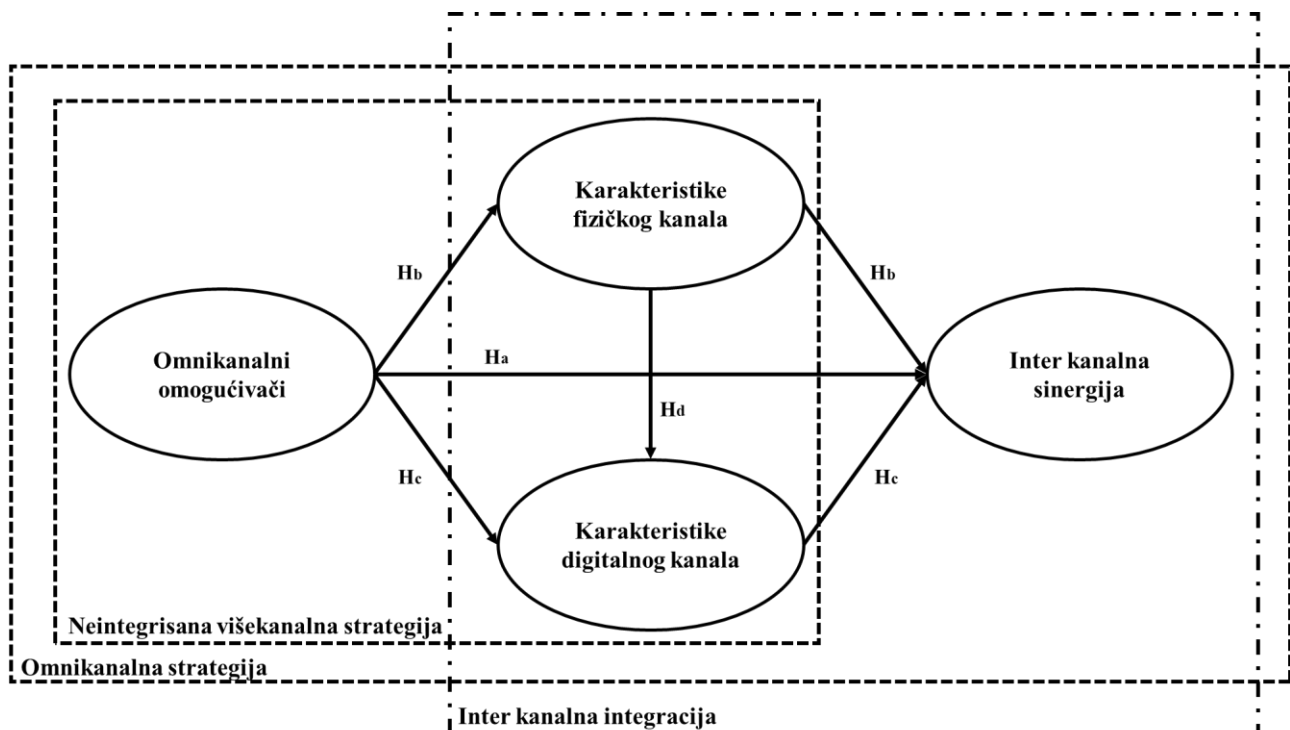 Karakteristike
fizičkog kanala
Hb
Hb
Omnikanalni
omogućivači
Ha
Inter kanalna
sinergija
Hd
Hc
Hc
Karakteristike
digitalnog kanala
Neintegrisana višekanalna strategija
Omnikanalna strategija
Inter kanalna integracija